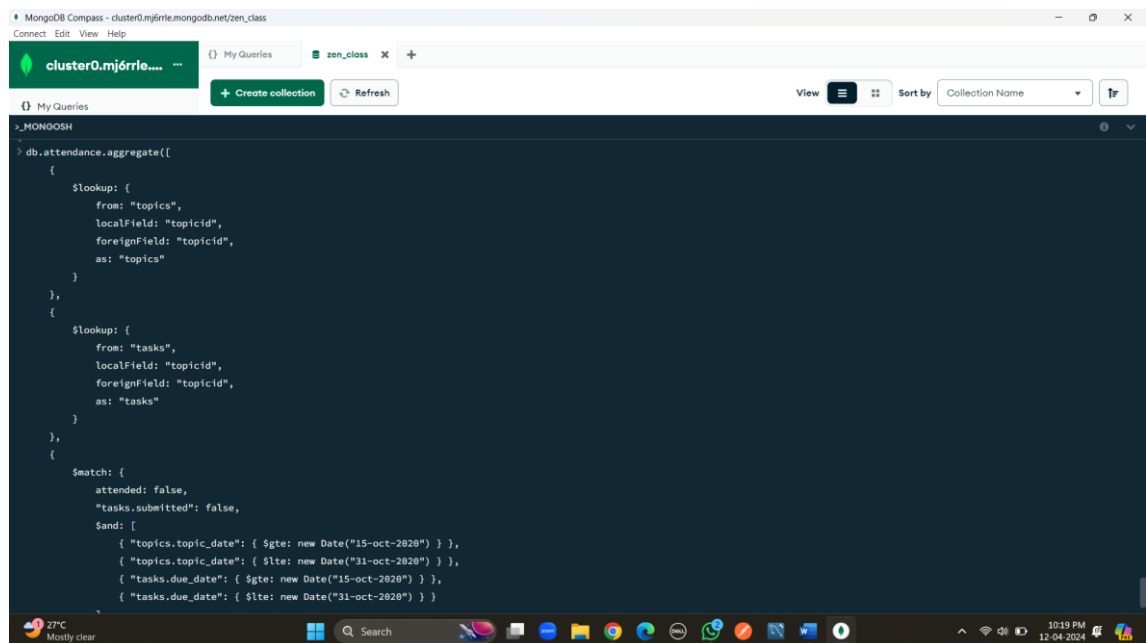 MongoDB Compass - cluster0.mj6rrle.mongodb.net/zen_class
Connect Edit View Help
cluster0.mj6rrle.... ...
{} My Queries
zen_class
+ Create collection
Refresh
View
Sort by
Collection Name
{} My Queries
>_MONGOSH
> db.attendance.aggregate([
{
$lookup: {
from: "topics",
localField: "topicid",
foreignField: "topicid",
as: "topics"
}
},
{
$lookup: {
from: "tasks",
localField: "topicid",
foreignField: "topicid",
as: "tasks"
}
},
{
$match: {
attended: false,
"tasks.submitted": false,
$and: [
{ "topics.topic_date": { $gte: new Date("15-oct-2020") } },
{ "topics.topic_date": { $lte: new Date("31-oct-2020") } },
{ "tasks.due_date": { $gte: new Date("15-oct-2020") } },
{ "tasks.due_date": { $lte: new Date("31-oct-2020") } }
1
27°C
Mostly clear
Search
DELL
2
10:19 PM
12-04-2024